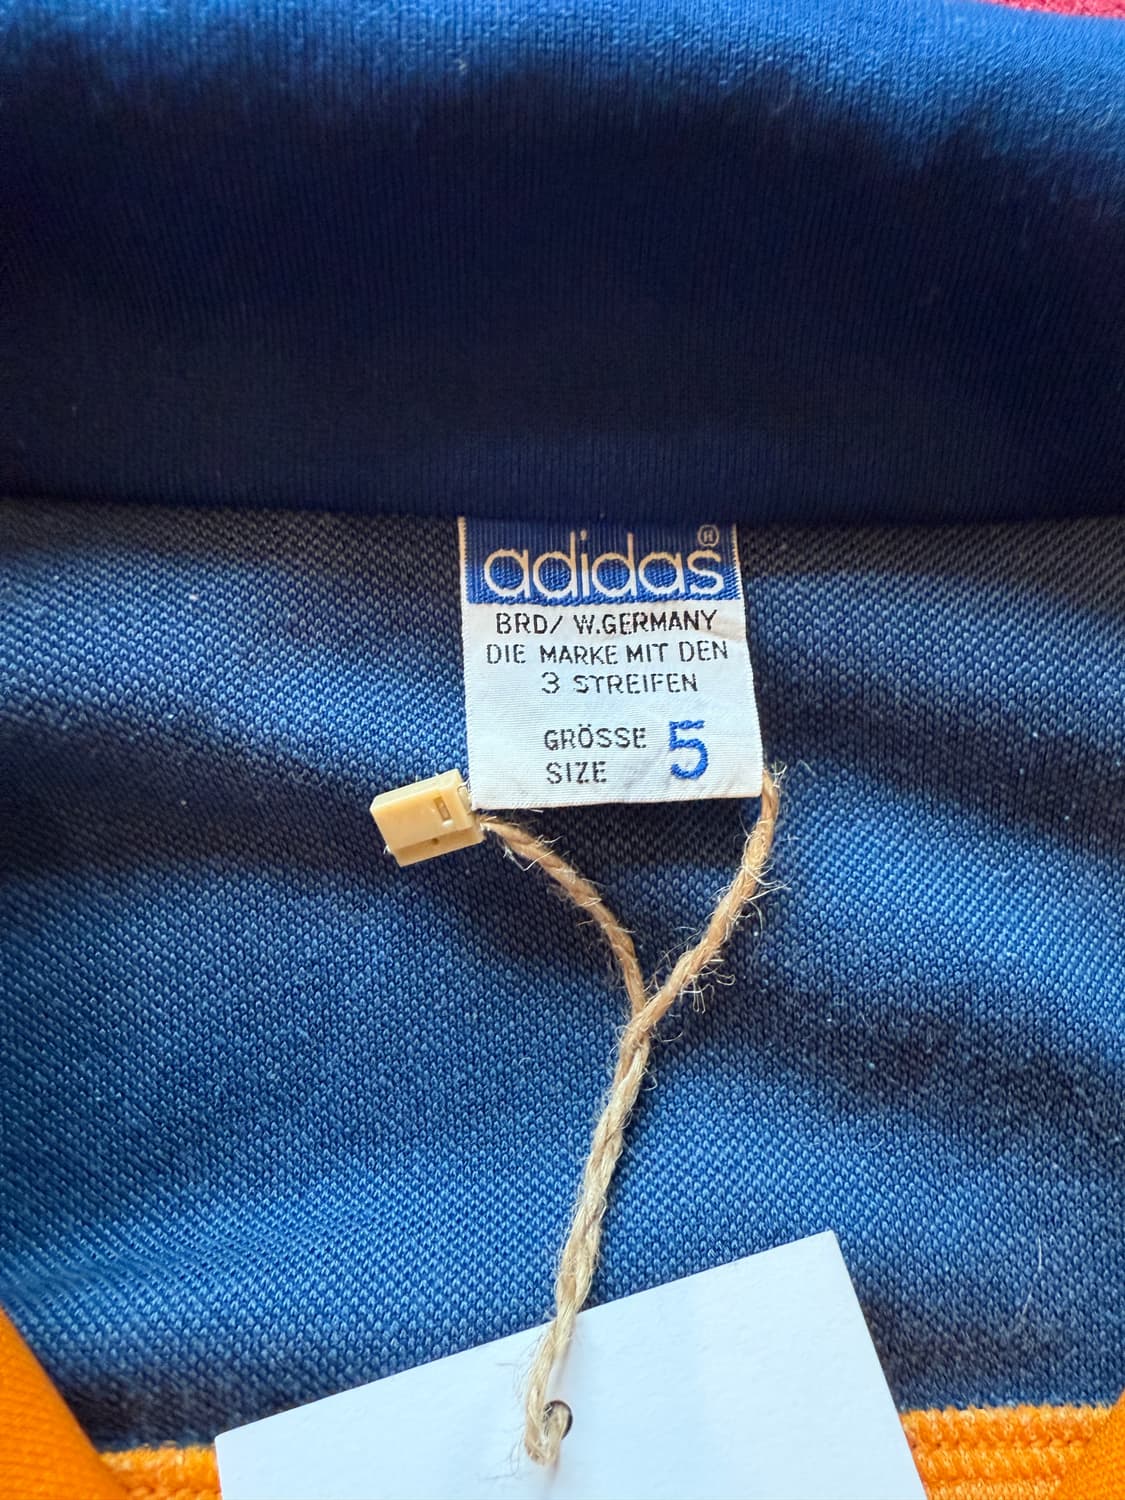 adidas®
BRD/ W.GERMANY
DIE MARKE MIT DEN
3 STREIFEN
GRÖSSE 5
SIZE